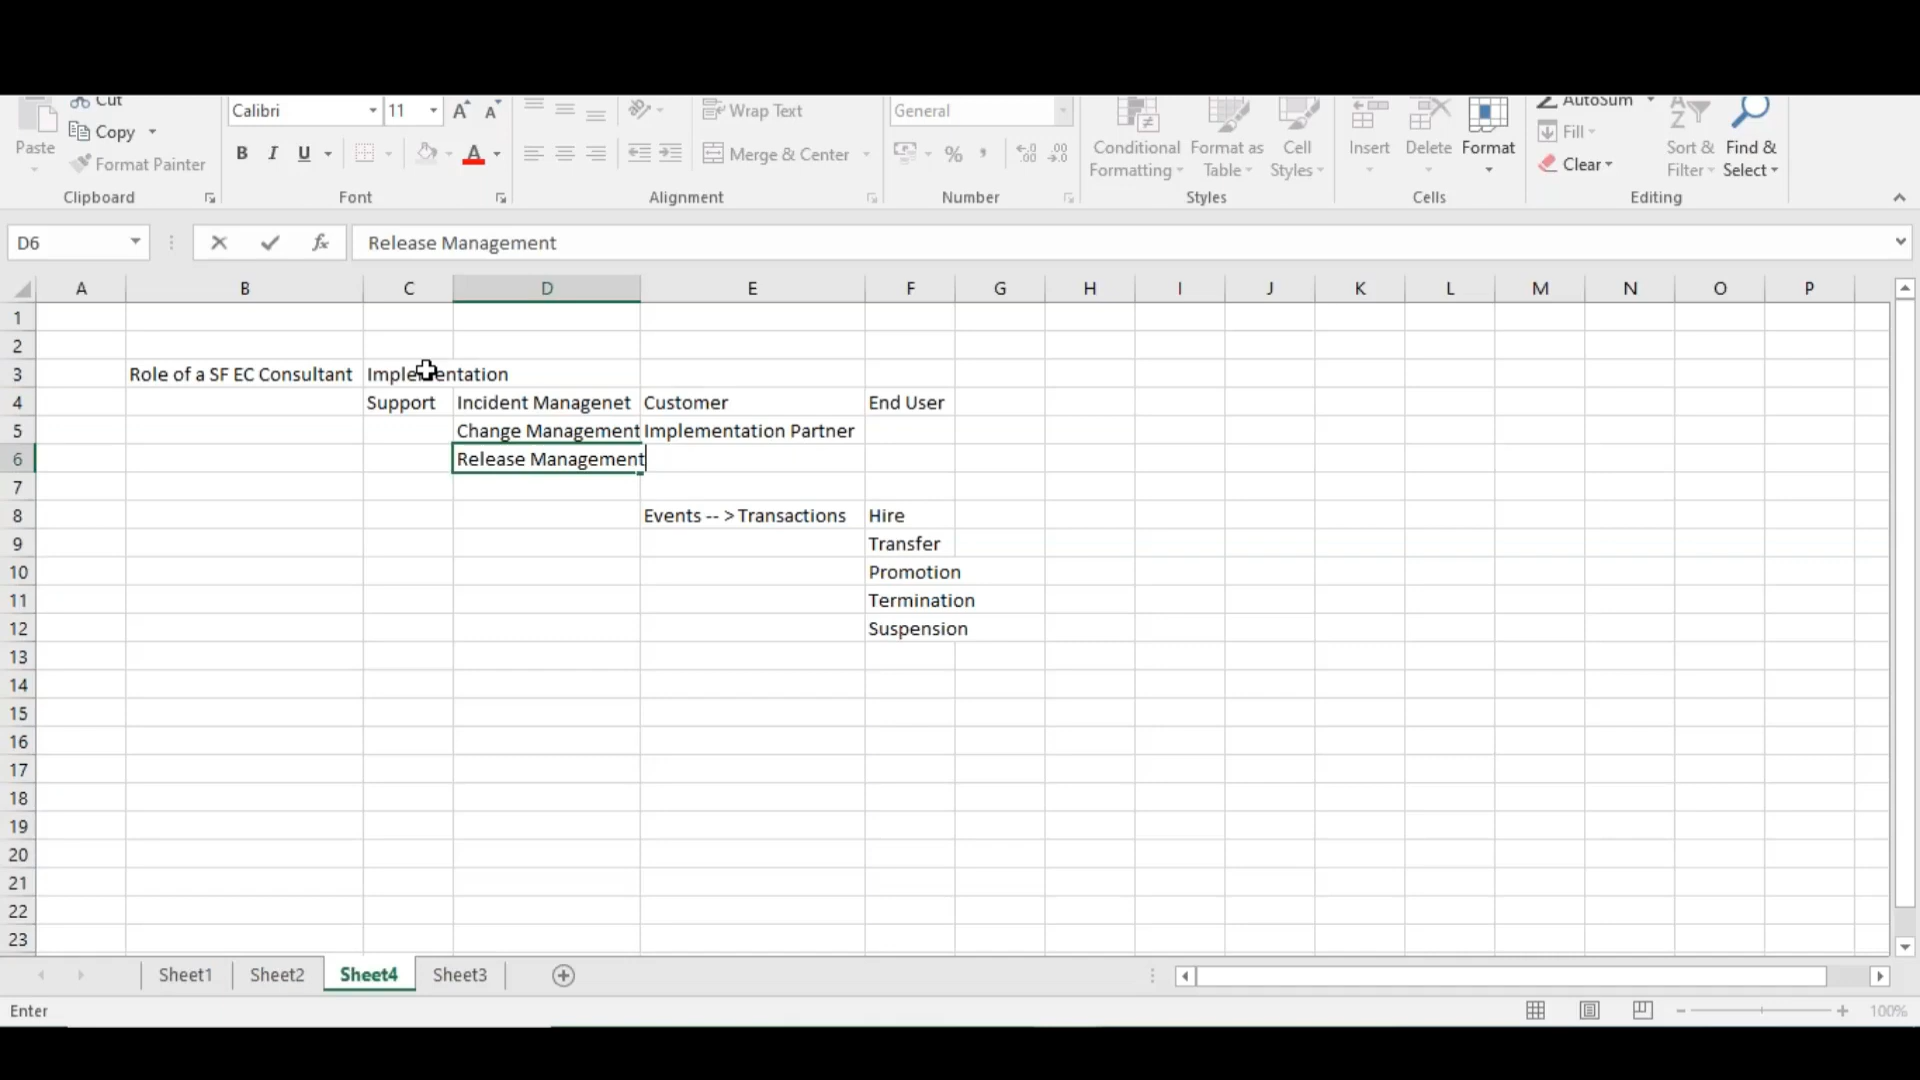 Cut
Calibri 11 A A Wrap Text General AutoSum
Paste Copy Conditional Format as Cell Insert Delete Format Fill Sort & Find &
Format Painter B I U A Merge & Center % , .00 .0 Formatting Table Styles Clear Filter Select
Clipboard Font Alignment Number Styles Cells Editing
D6 fx Release Management
A B C D E F G H I J K L M N O P
1
2
3 Role of a SF EC Consultant Implementation
4 Support Incident Managenet Customer End User
5 Change Management Implementation Partner
6 Release Management
7
8 Events -- > Transactions Hire
9 Transfer
10 Promotion
11 Termination
12 Suspension
13
14
15
16
17
18
19
20
21
22
23
Sheet1 Sheet2 Sheet4 Sheet3
Enter 100%